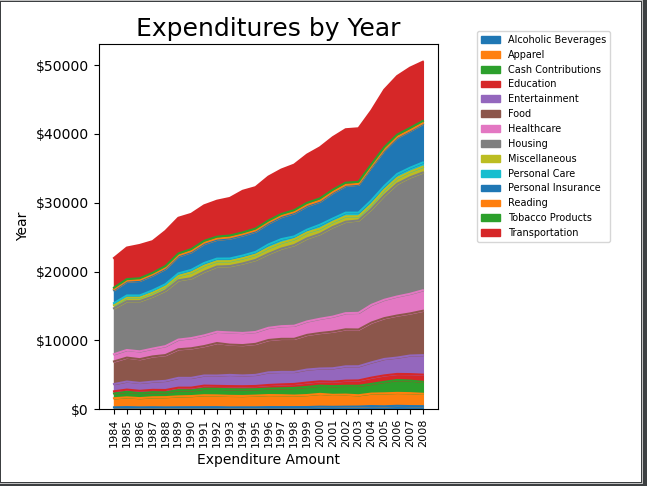 Expenditures by Year
$50000
$40000
$30000
$20000
$10000
$0
Year
1984
1985
1986
1987
1988
1989
1990
1991
1992
1993
1994
1995
1996
1997
1998
1999
2000
2001
2002
2003
2004
2005
2006
2007
2008
Expenditure Amount
Alcoholic Beverages
Apparel
Cash Contributions
Education
Entertainment
Food
Healthcare
Housing
Miscellaneous
Personal Care
Personal Insurance
Reading
Tobacco Products
Transportation